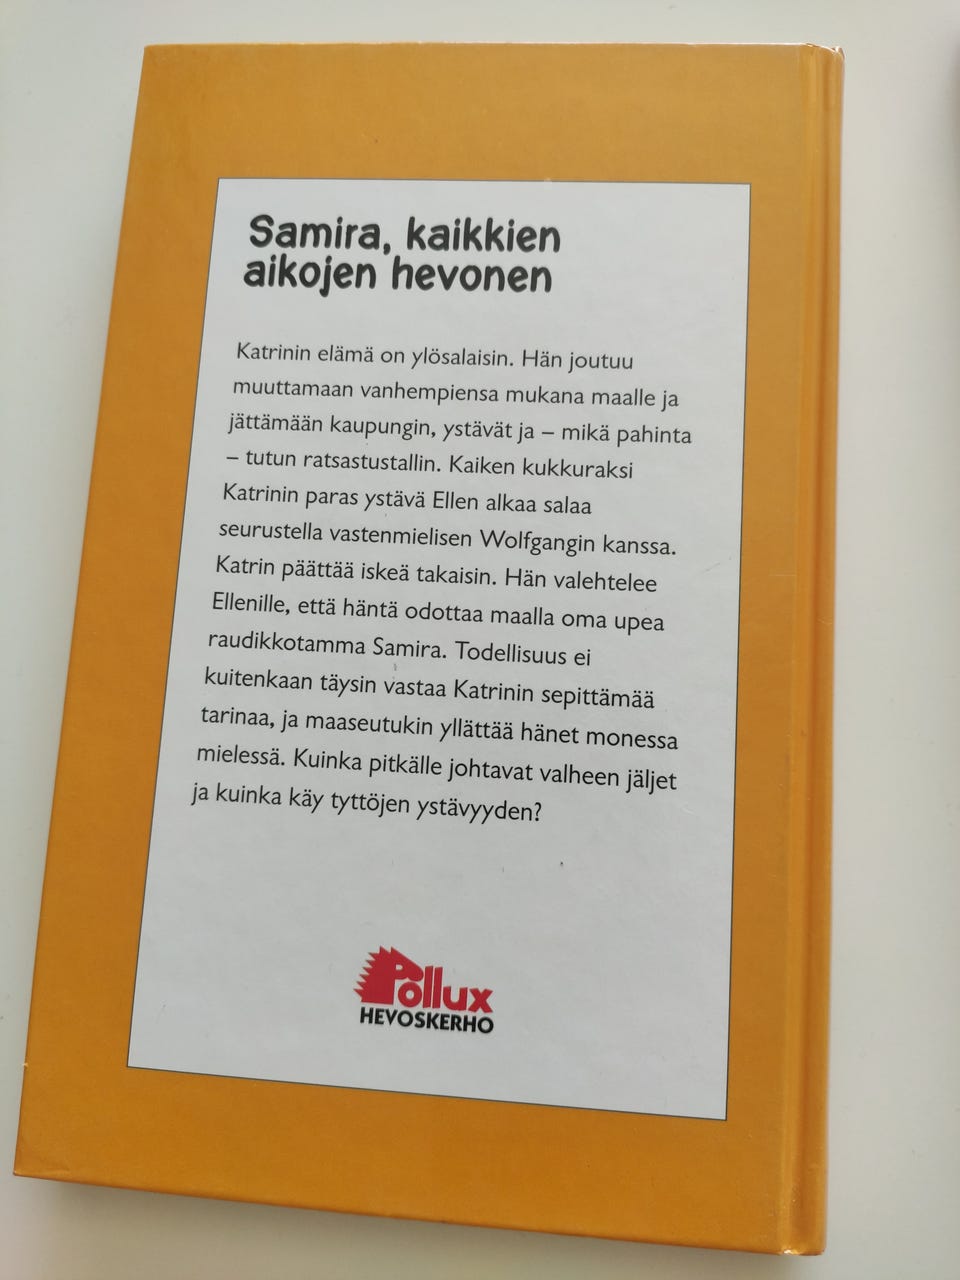 Samira, kaikkien
aikojen hevonen
Katrinin elämä on ylösalaisin. Hän joutuu
muuttamaan vanhempiensa mukana maalle ja
jättämään kaupungin, ystävät ja – mikä pahinta
– tutun ratsastustallin. Kaiken kukkuraksi
Katrinin paras ystävä Ellen alkaa salaa
seurustella vastenmielisen Wolfgangin kanssa.
Katrin päättää iskeä takaisin. Hän valehtelee
Ellenille, että häntä odottaa maalla oma upea
raudikkotamma Samira. Todellisuus ei
kuitenkaan täysin vastaa Katrinin sepittämää
tarinaa, ja maaseutukin yllättää hänet monessa
mielessä. Kuinka pitkälle johtavat valheen jäljet
ja kuinka käy tyttöjen ystävyyden?
Pollux
HEVOSKERHO